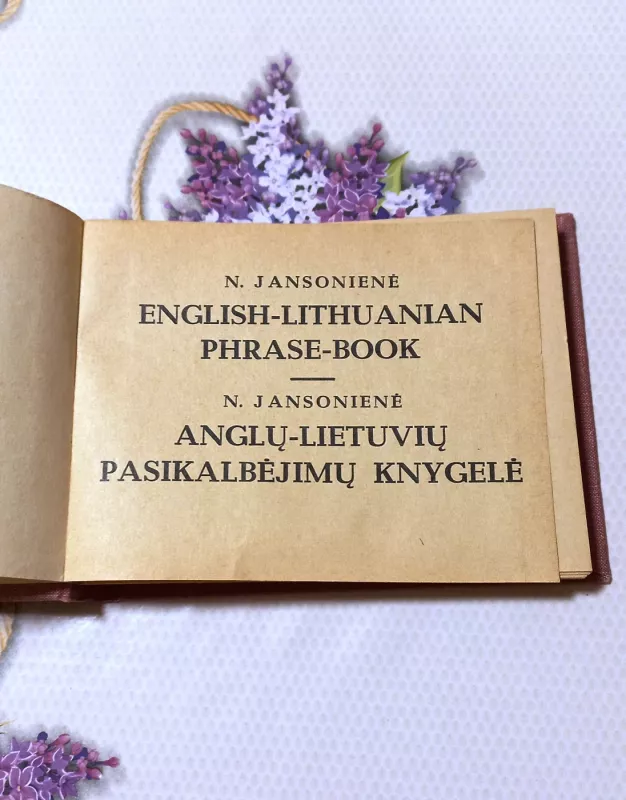 N. JANSONIENĖ
ENGLISH-LITHUANIAN
PHRASE-BOOK
N. JANSONIENĖ
ANGLŲ-LIETUVIŲ
PASIKALBĖJIMŲ KNYGELĖ